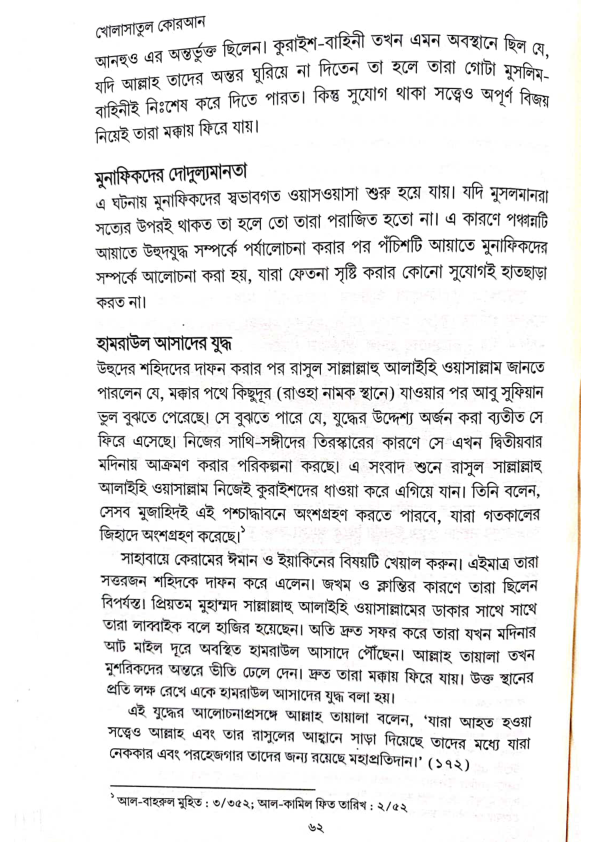 খোলাসাতুল কোরআন
আনহুও এর অন্তর্ভুক্ত ছিলেন। কুরাইশ-বাহিনী তখন এমন অবস্থানে ছিল যে,
যদি আল্লাহ তাদের অন্তর ঘুরিয়ে না দিতেন তা হলে তারা গোটা মুসলিম-
বাহিনীই নিঃশেষ করে দিতে পারত। কিন্তু সুযোগ থাকা সত্ত্বেও অপূর্ণ বিজয়
নিয়েই তারা মক্কায় ফিরে যায়।
মুনাফিকদের দোদুল্যমানতা
এ ঘটনায় মুনাফিকদের স্বভাবগত ওয়াসওয়াসা শুরু হয়ে যায়। যদি মুসলমানরা
সত্যের উপরই থাকত তা হলে তো তারা পরাজিত হতো না। এ কারণে পঞ্চান্নটি
আয়াতে উহুদযুদ্ধ সম্পর্কে পর্যালোচনা করার পর পঁচিশটি আয়াতে মুনাফিকদের
সম্পর্কে আলোচনা করা হয়, যারা ফেতনা সৃষ্টি করার কোনো সুযোগই হাতছাড়া
করত না।
হামরাউল আসাদের যুদ্ধ
উহুদের শহিদদের দাফন করার পর রাসুল সাল্লাল্লাহু আলাইহি ওয়াসাল্লাম জানতে
পারলেন যে, মক্কার পথে কিছুদূর (রাওহা নামক স্থানে) যাওয়ার পর আবু সুফিয়ান
ভুল বুঝতে পেরেছে। সে বুঝতে পারে যে, যুদ্ধের উদ্দেশ্য অর্জন করা ব্যতীত সে
ফিরে এসেছে। নিজের সাথি-সঙ্গীদের তিরস্কারের কারণে সে এখন দ্বিতীয়বার
মদিনায় আক্রমণ করার পরিকল্পনা করছে। এ সংবাদ শুনে রাসুল সাল্লাল্লাহু
আলাইহি ওয়াসাল্লাম নিজেই কুরাইশদের ধাওয়া করে এগিয়ে যান। তিনি বলেন,
সেসব মুজাহিদই এই পশ্চাদ্ধাবনে অংশগ্রহণ করতে পারবে, যারা গতকালের
জিহাদে অংশগ্রহণ করেছে।১
সাহাবায়ে কেরামের ঈমান ও ইয়াকিনের বিষয়টি খেয়াল করুন। এইমাত্র তারা
সত্তরজন শহিদকে দাফন করে এলেন। জখম ও ক্লান্তির কারণে তারা ছিলেন
বিপর্যস্ত। প্রিয়তম মুহাম্মদ সাল্লাল্লাহু আলাইহি ওয়াসাল্লামের ডাকার সাথে সাথে
তারা লাব্বাইক বলে হাজির হয়েছেন। অতি দ্রুত সফর করে তারা যখন মদিনার
আট মাইল দূরে অবস্থিত হামরাউল আসাদে পৌঁছেন। আল্লাহ তায়ালা তখন
মুশরিকদের অন্তরে ভীতি ঢেলে দেন। দ্রুত তারা মক্কায় ফিরে যায়। উক্ত স্থানের
প্রতি লক্ষ রেখে একে হামরাউল আসাদের যুদ্ধ বলা হয়।
এই যুদ্ধের আলোচনাপ্রসঙ্গে আল্লাহ তায়ালা বলেন, 'যারা আহত হওয়া
সত্ত্বেও আল্লাহ এবং তার রাসুলের আহ্বানে সাড়া দিয়েছে তাদের মধ্যে যারা
নেককার এবং পরহেজগার তাদের জন্য রয়েছে মহাপ্রতিদান।' (১৭২)
১ আল-বাহরুল মুহিত : ৩/৩৫২; আল-কামিল ফিত তারিখ : ২/৫২
৬২